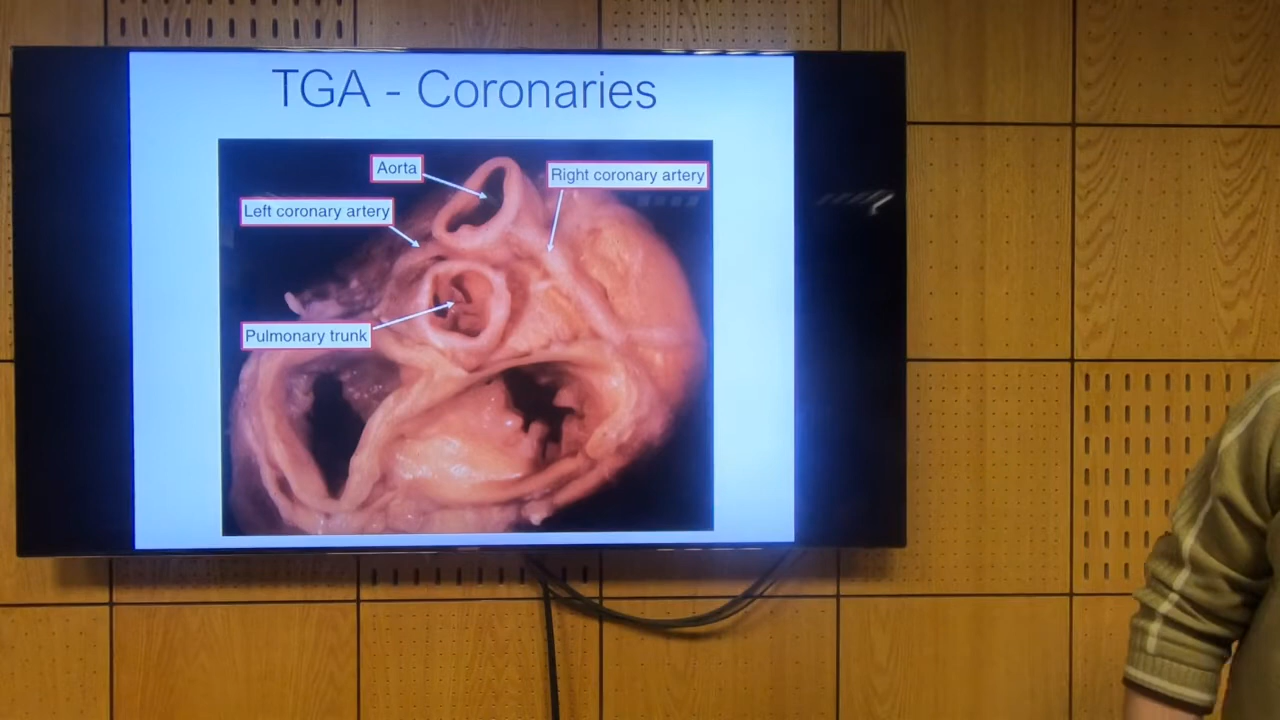 TGA - Coronaries
Aorta
Right coronary artery
Left coronary artery
Pulmonary trunk